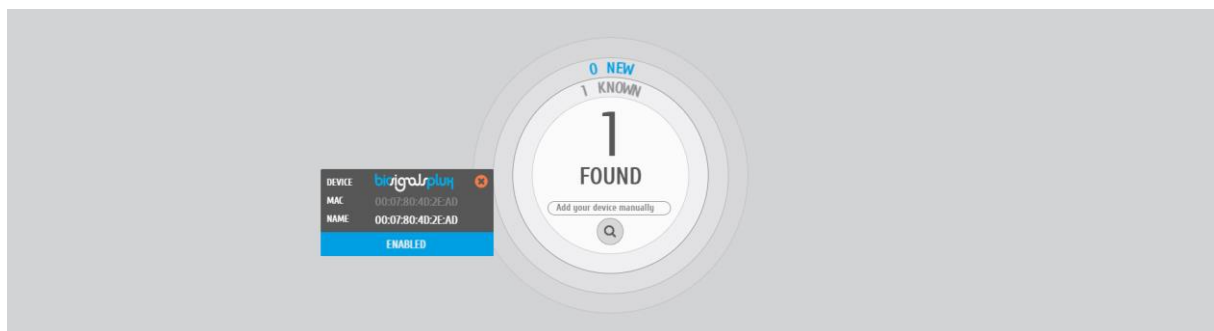 0 NEW
1 KNOWN
1
FOUND
Add your device manually
DEVICE biosignalsplux
MAC 00:07:80:4D:2E:AD
NAME 00:07:80:4D:2E:AD
ENABLED